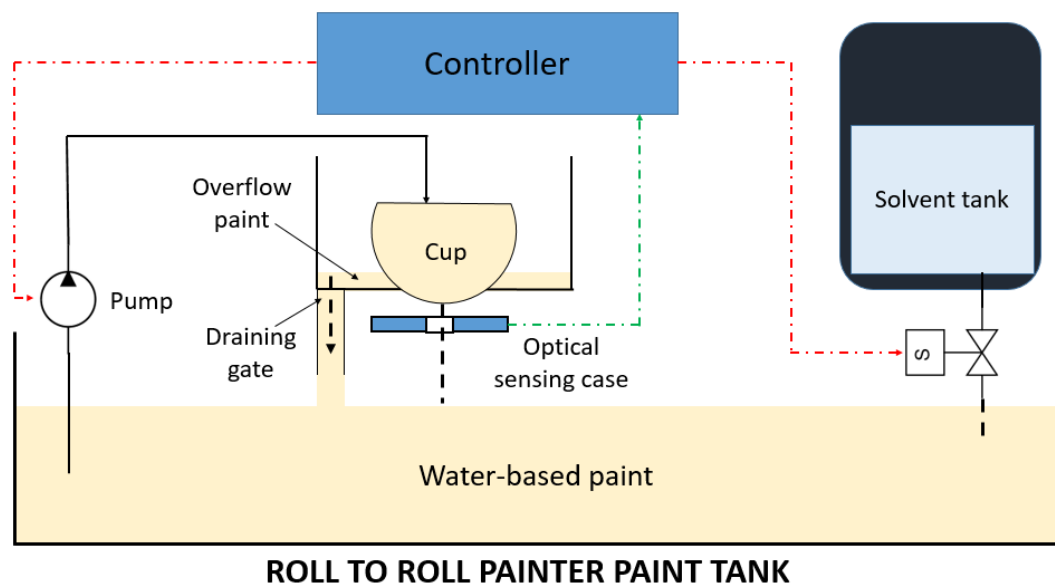 Controller
Overflow
paint
Cup
Solvent tank
Pump
Draining
gate
Optical
sensing case
S
Water-based paint
ROLL TO ROLL PAINTER PAINT TANK